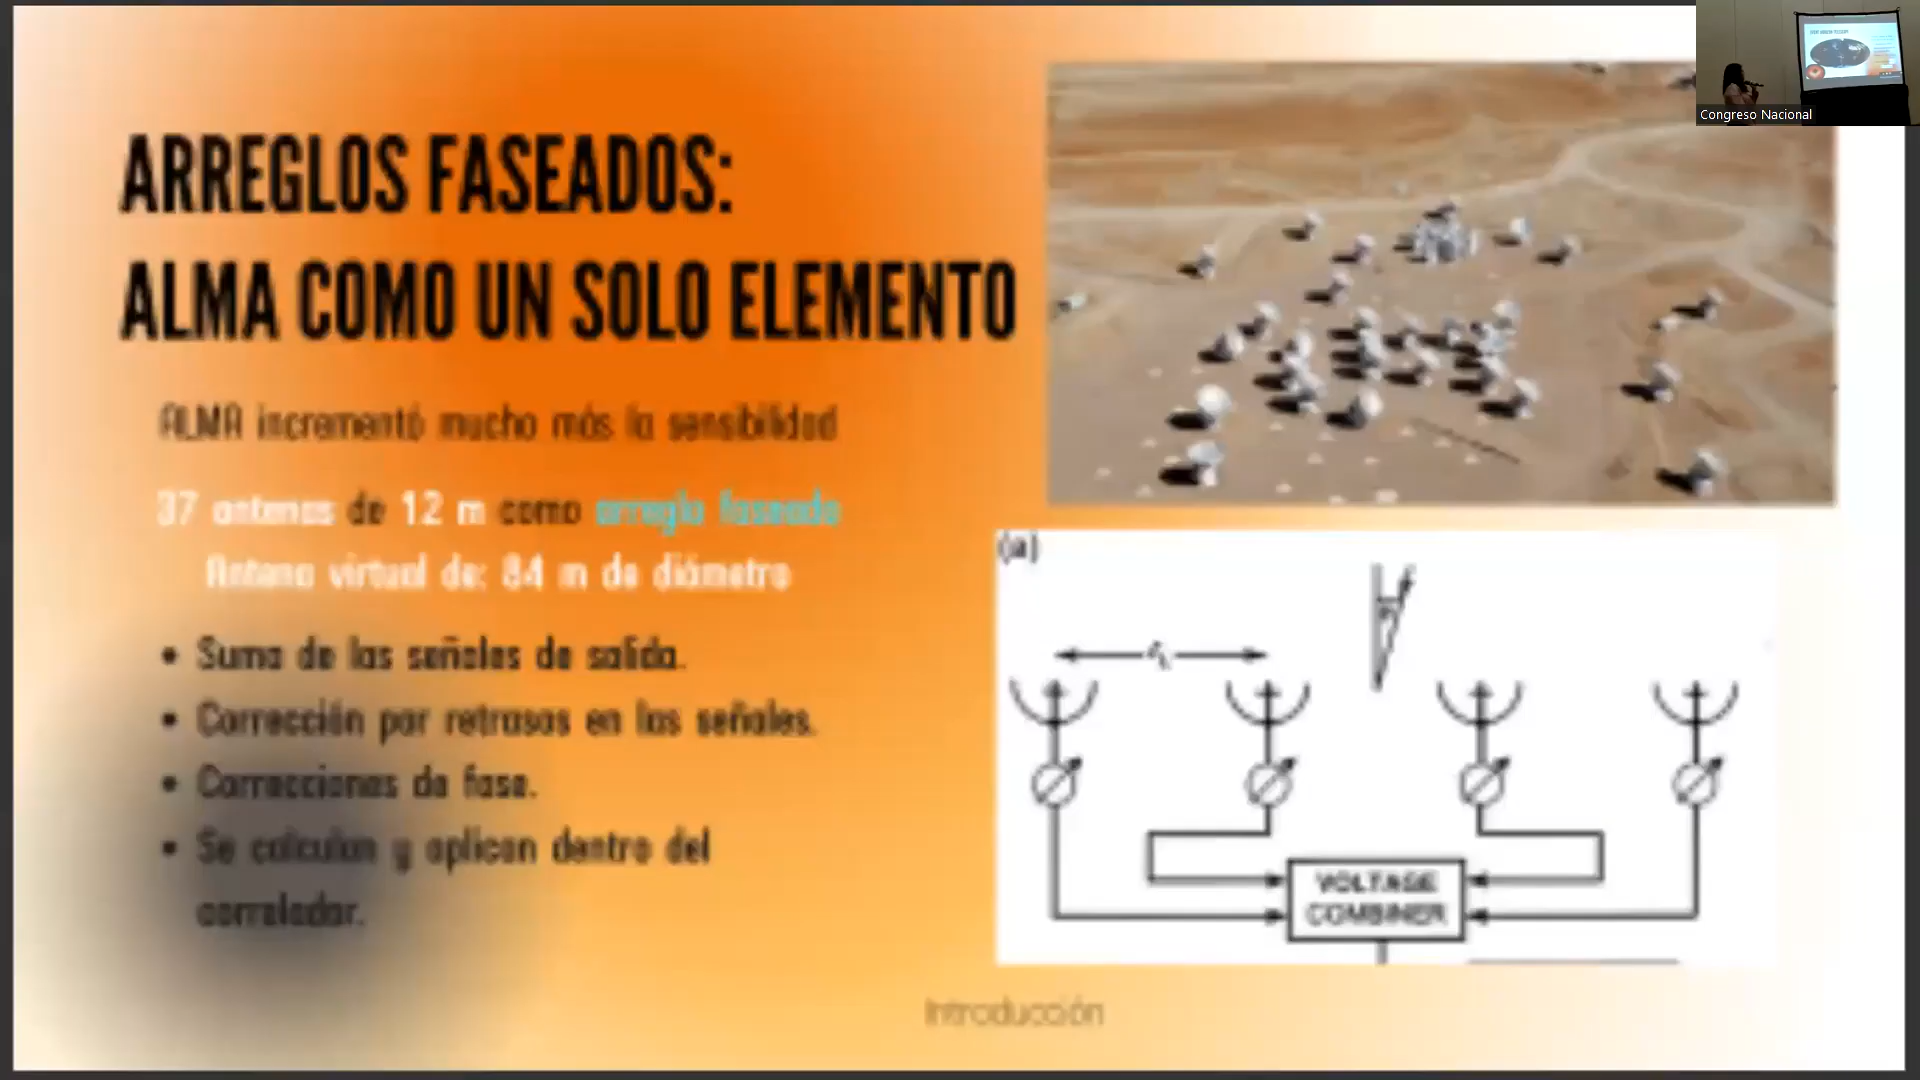 ARREGLOS FASEADOS:
ALMA COMO UN SOLO ELEMENTO
ALMA incrementó mucho más la sensibilidad
37 antenas de 12 m como arreglo faseado
Antena virtual de: 84 m de diámetro
• Suma de las señales de salida.
• Corrección por retrasos en las señales.
• Correcciones de fase.
• Se calculan y aplican dentro del
correlador.
(a)
VOLTAGE
COMBINER
Introducción
Congreso Nacional